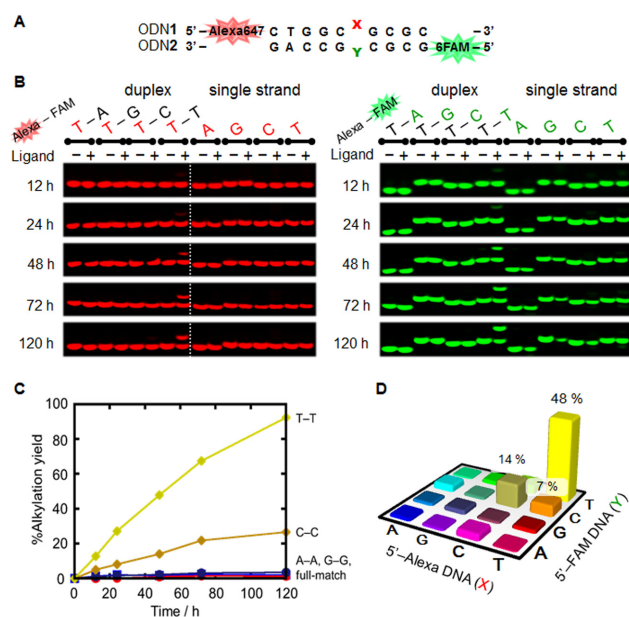 A
ODN1 5'- Alexa647 C T G G C X G C G C -3'
ODN2 3'- G A C C G Y C G C G 6FAM -5'
B
Alexa – FAM
duplex single strand
T–A T–G T–C T–T A G C T
Ligand − + − + − + − + − + − + − + − +
12 h
24 h
48 h
72 h
120 h
Alexa – FAM
duplex single strand
T–A T–G T–C T–T A G C T
Ligand − + − + − + − + − + − + − + − +
12 h
24 h
48 h
72 h
120 h
C
%Alkylation yield
100
80
60
40
20
0
0 20 40 60 80 100 120
Time / h
T–T
C–C
A–A, G–G,
full-match
D
48 %
14 %
7 %
A G C T
A G C T
5'–Alexa DNA (X)
5'–FAM DNA (Y)